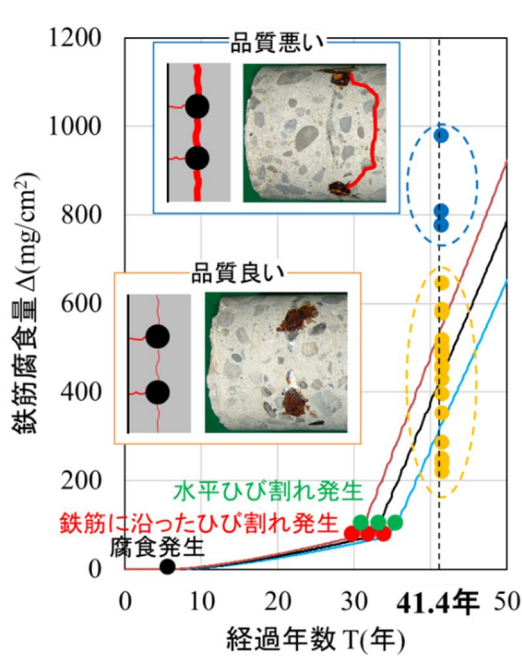 1200
品質悪い
1000
800
品質良い
600
鉄筋腐食量 Δ(mg/cm²)
400
200
水平ひび割れ発生
鉄筋に沿ったひび割れ発生
腐食発生
0
0 10 20 30 41.4年 50
経過年数 T(年)